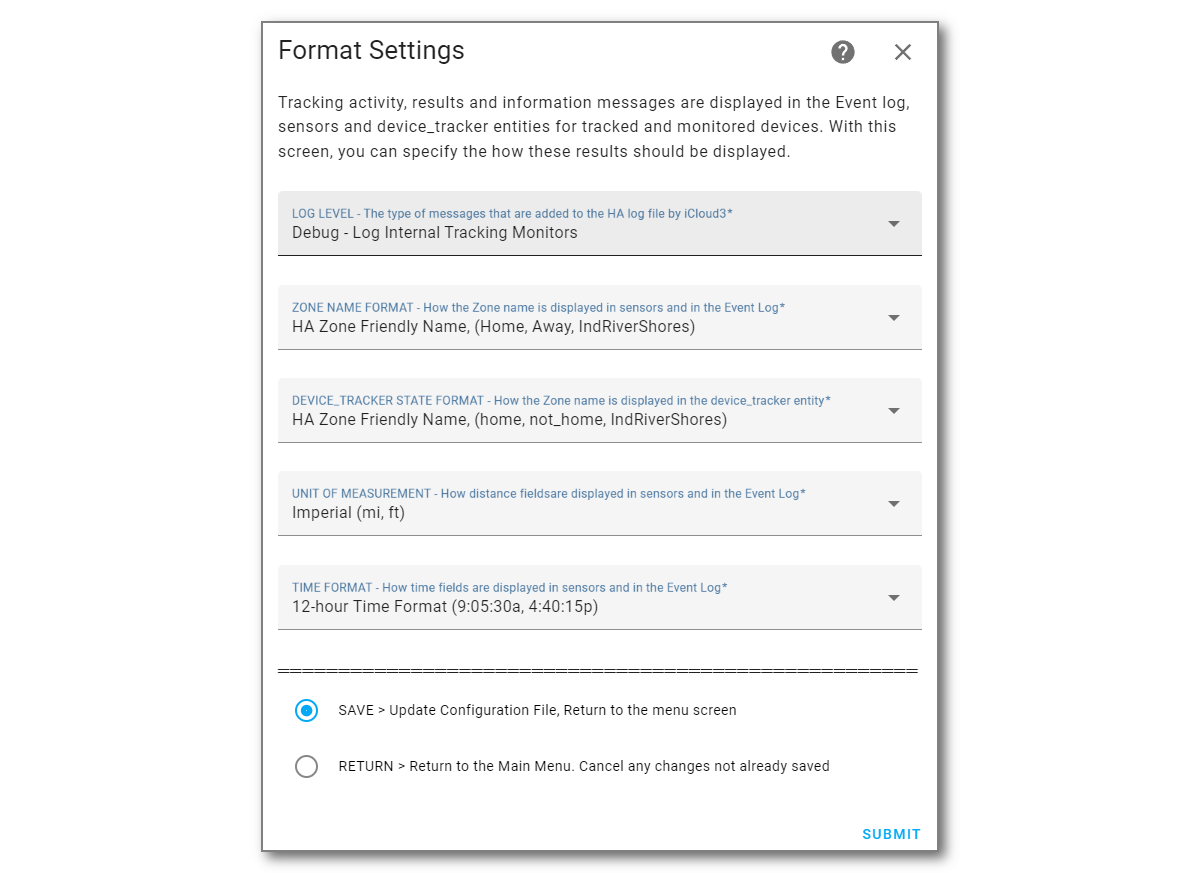 Format Settings
Tracking activity, results and information messages are displayed in the Event log,
sensors and device_tracker entities for tracked and monitored devices. With this
screen, you can specify the how these results should be displayed.
LOG LEVEL - The type of messages that are added to the HA log file by iCloud3*
Debug - Log Internal Tracking Monitors
ZONE NAME FORMAT - How the Zone name is displayed in sensors and in the Event Log*
HA Zone Friendly Name, (Home, Away, IndRiverShores)
DEVICE_TRACKER STATE FORMAT - How the Zone name is displayed in the device_tracker entity*
HA Zone Friendly Name, (home, not_home, IndRiverShores)
UNIT OF MEASUREMENT - How distance fieldsare displayed in sensors and in the Event Log*
Imperial (mi, ft)
TIME FORMAT - How time fields are displayed in sensors and in the Event Log*
12-hour Time Format (9:05:30a, 4:40:15p)
=====================================================
SAVE > Update Configuration File, Return to the menu screen
RETURN > Return to the Main Menu. Cancel any changes not already saved
SUBMIT